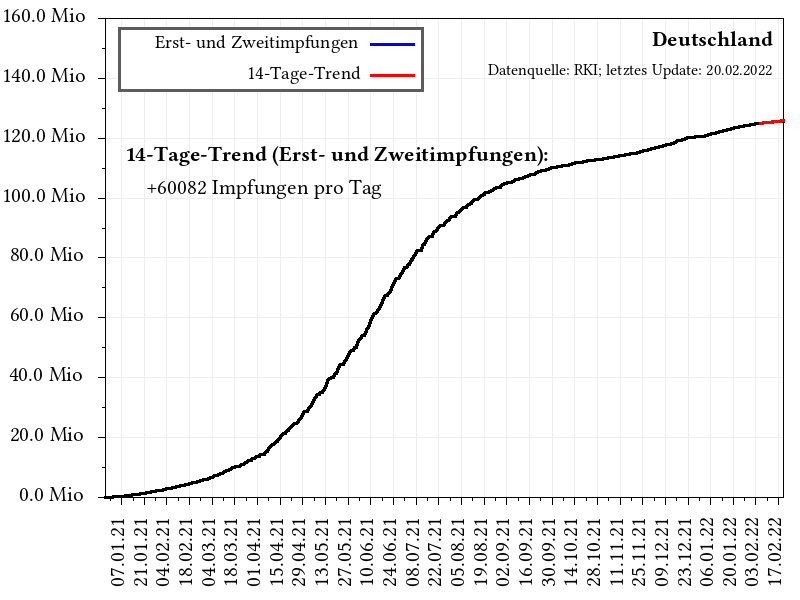 160.0 Mio
140.0 Mio
120.0 Mio
100.0 Mio
80.0 Mio
60.0 Mio
40.0 Mio
20.0 Mio
0.0 Mio
Erst- und Zweitimpfungen
14-Tage-Trend
Deutschland
Datenquelle: RKI; letztes Update: 20.02.2022
14-Tage-Trend (Erst- und Zweitimpfungen):
+60082 Impfungen pro Tag
07.01.21
21.01.21
04.02.21
18.02.21
04.03.21
18.03.21
01.04.21
15.04.21
29.04.21
13.05.21
27.05.21
10.06.21
24.06.21
08.07.21
22.07.21
05.08.21
19.08.21
02.09.21
16.09.21
30.09.21
14.10.21
28.10.21
11.11.21
25.11.21
09.12.21
23.12.21
06.01.22
20.01.22
03.02.22
17.02.22